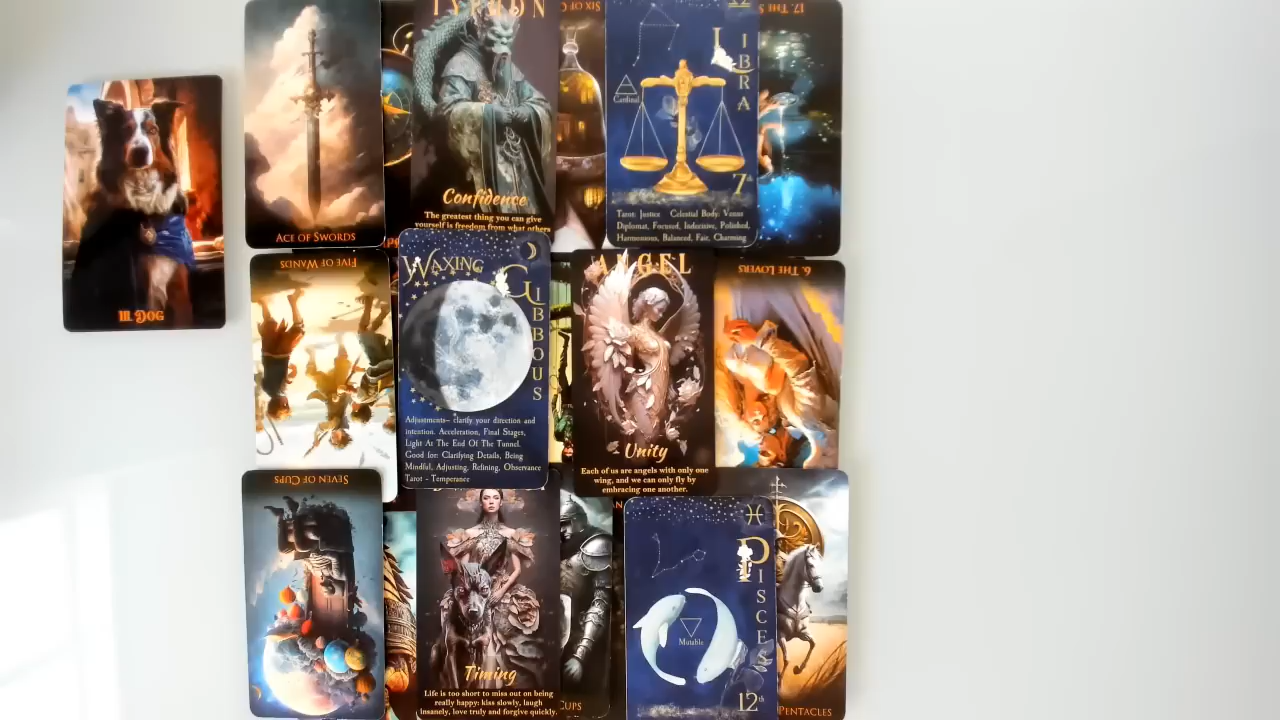 III. DOG
ACE OF SWORDS
TYPHON
Confidence
The greatest thing you can give
yourself is freedom from what others
SIX OF
LIBRA
Cardinal
7th
Tarot: Justice Celestial Body: Venus
Diplomat, Focused, Indecisive, Polished,
Harmonious, Balanced, Fair, Charming
17. THE
FIVE OF WANDS
WAXING
GIBBOUS
Adjustments- clarify your direction and
intention. Acceleration, Final Stages,
Light At The End Of The Tunnel.
Good for: Clarifying Details, Being
Mindful, Adjusting, Refining, Observance
Tarot - Temperance
ANGEL
Unity
Each of us are angels with only one
wing, and we can only fly by
embracing one another.
6. THE LOVERS
SEVEN OF CUPS
Timing
Life is too short to miss out on being
really happy: kiss slowly, laugh
insanely, love truly and forgive quickly.
CUPS
PISCES
Mutable
12th
PENTACLES